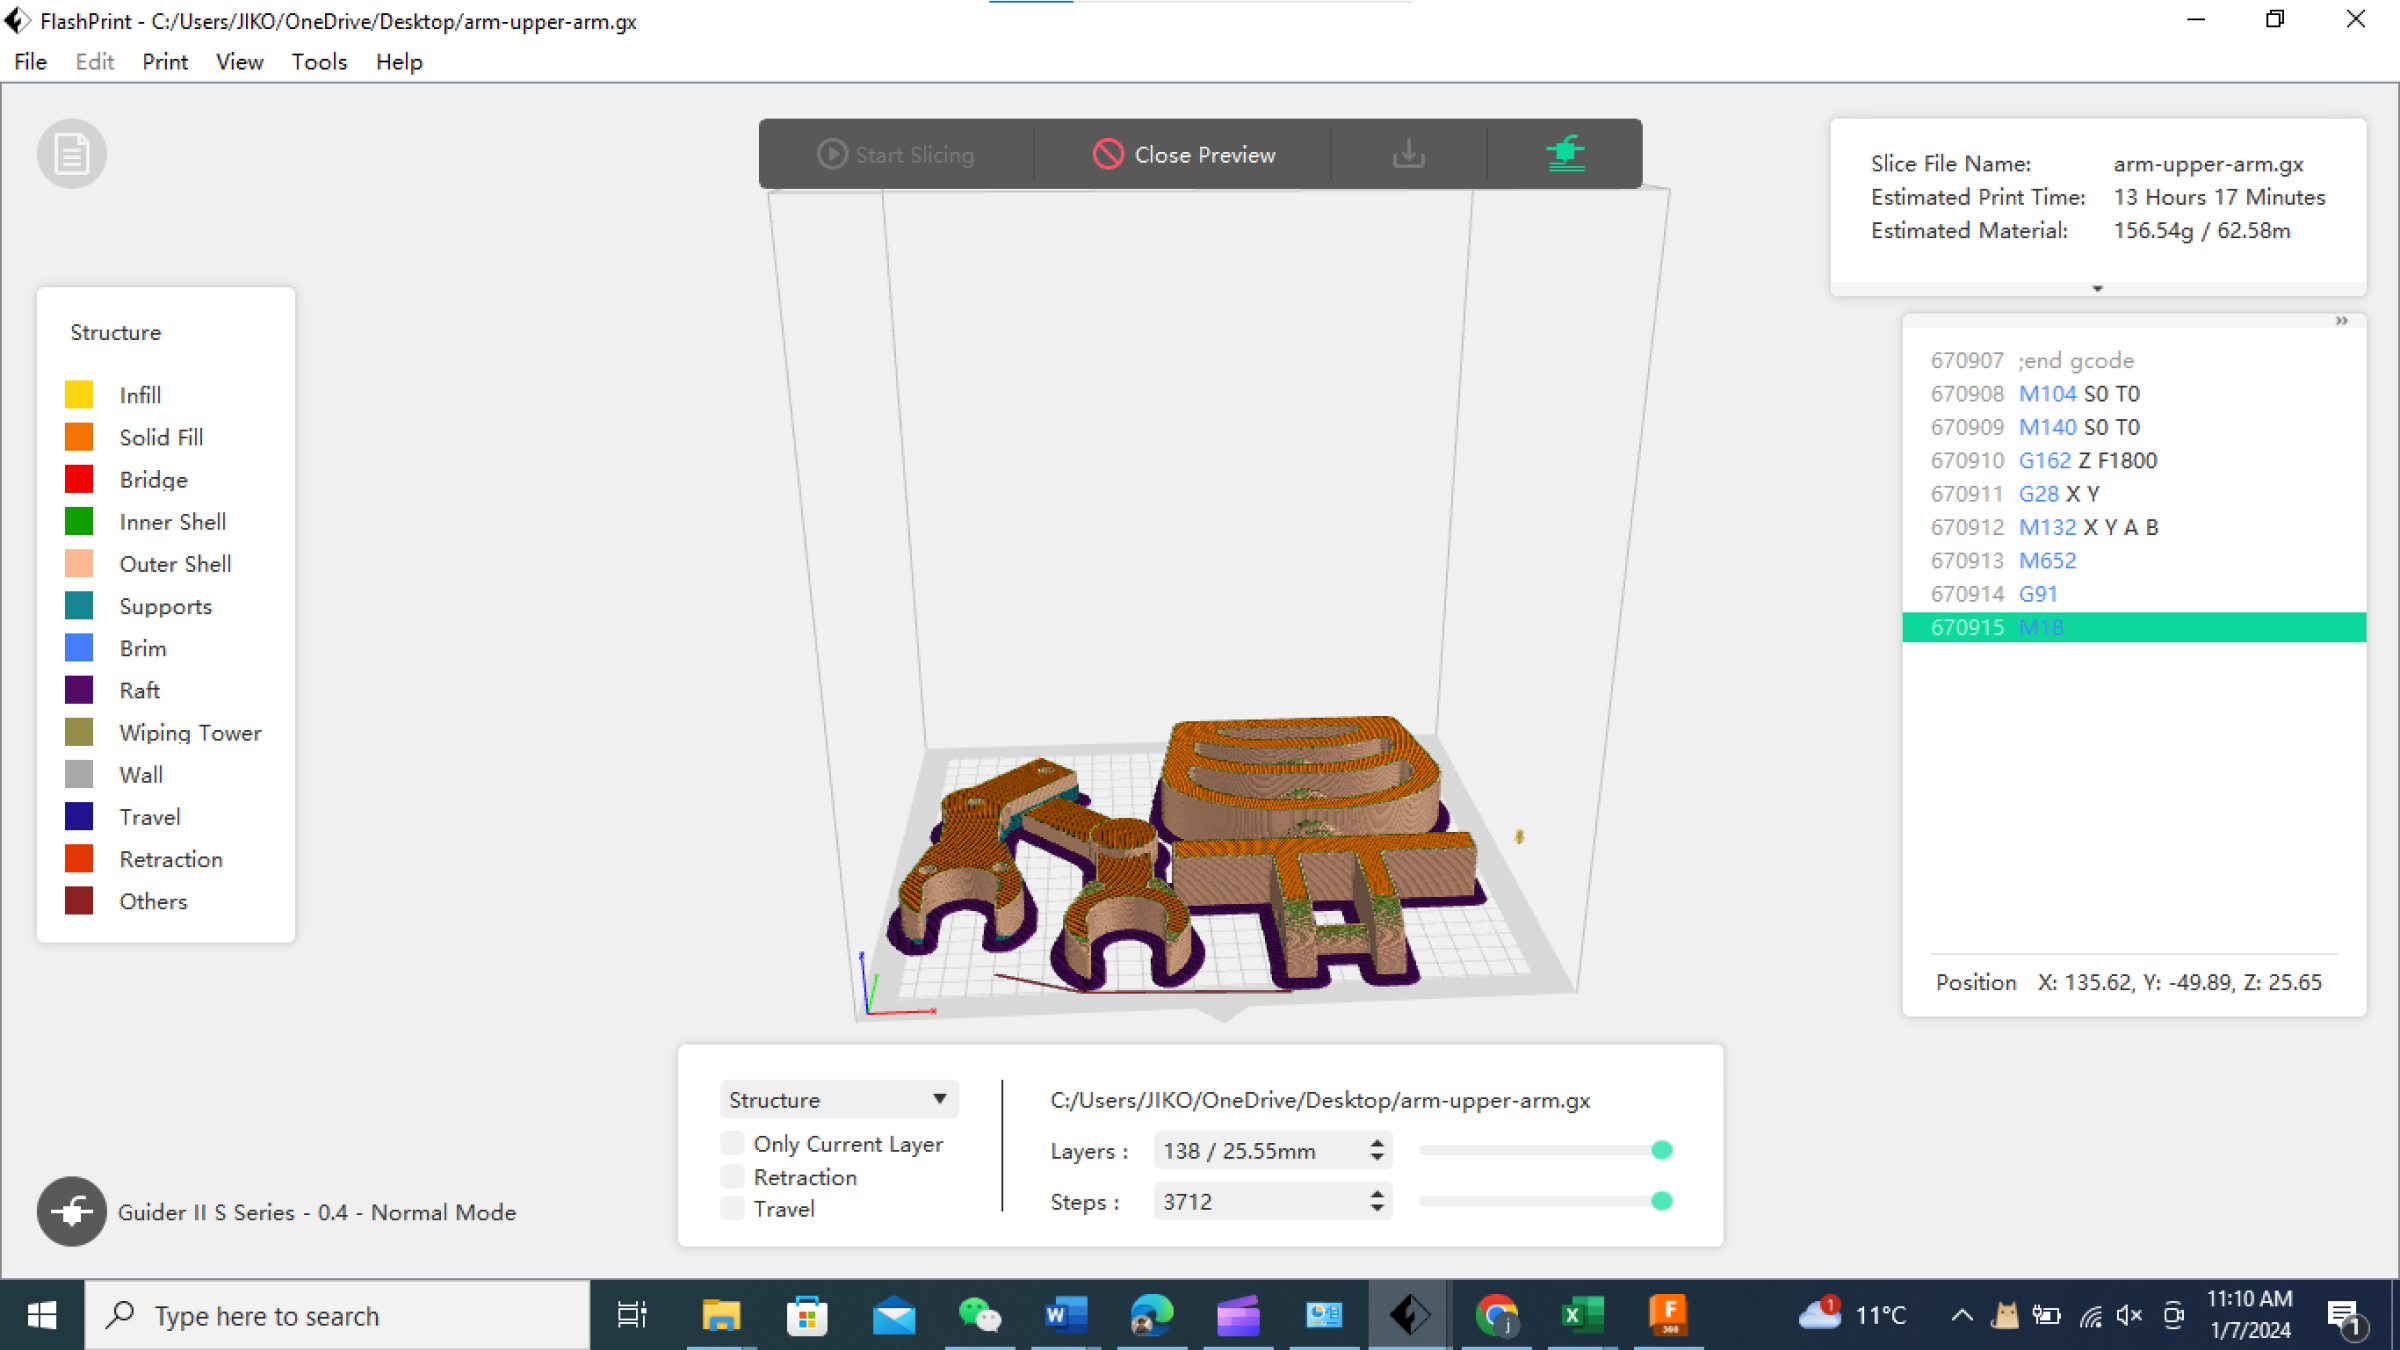 FlashPrint - C:/Users/JIKO/OneDrive/Desktop/arm-upper-arm.gx
File Edit Print View Tools Help
Start Slicing Close Preview
Slice File Name: arm-upper-arm.gx
Estimated Print Time: 13 Hours 17 Minutes
Estimated Material: 156.54g / 62.58m
Structure
Infill
Solid Fill
Bridge
Inner Shell
Outer Shell
Supports
Brim
Raft
Wiping Tower
Wall
Travel
Retraction
Others
670907 ;end gcode
670908 M104 S0 T0
670909 M140 S0 T0
670910 G162 Z F1800
670911 G28 X Y
670912 M132 X Y A B
670913 M652
670914 G91
670915 M18
Position X: 135.62, Y: -49.89, Z: 25.65
Structure
Only Current Layer
Retraction
Travel
C:/Users/JIKO/OneDrive/Desktop/arm-upper-arm.gx
Layers : 138 / 25.55mm
Steps : 3712
Guider II S Series - 0.4 - Normal Mode
Type here to search
11°C
11:10 AM
1/7/2024